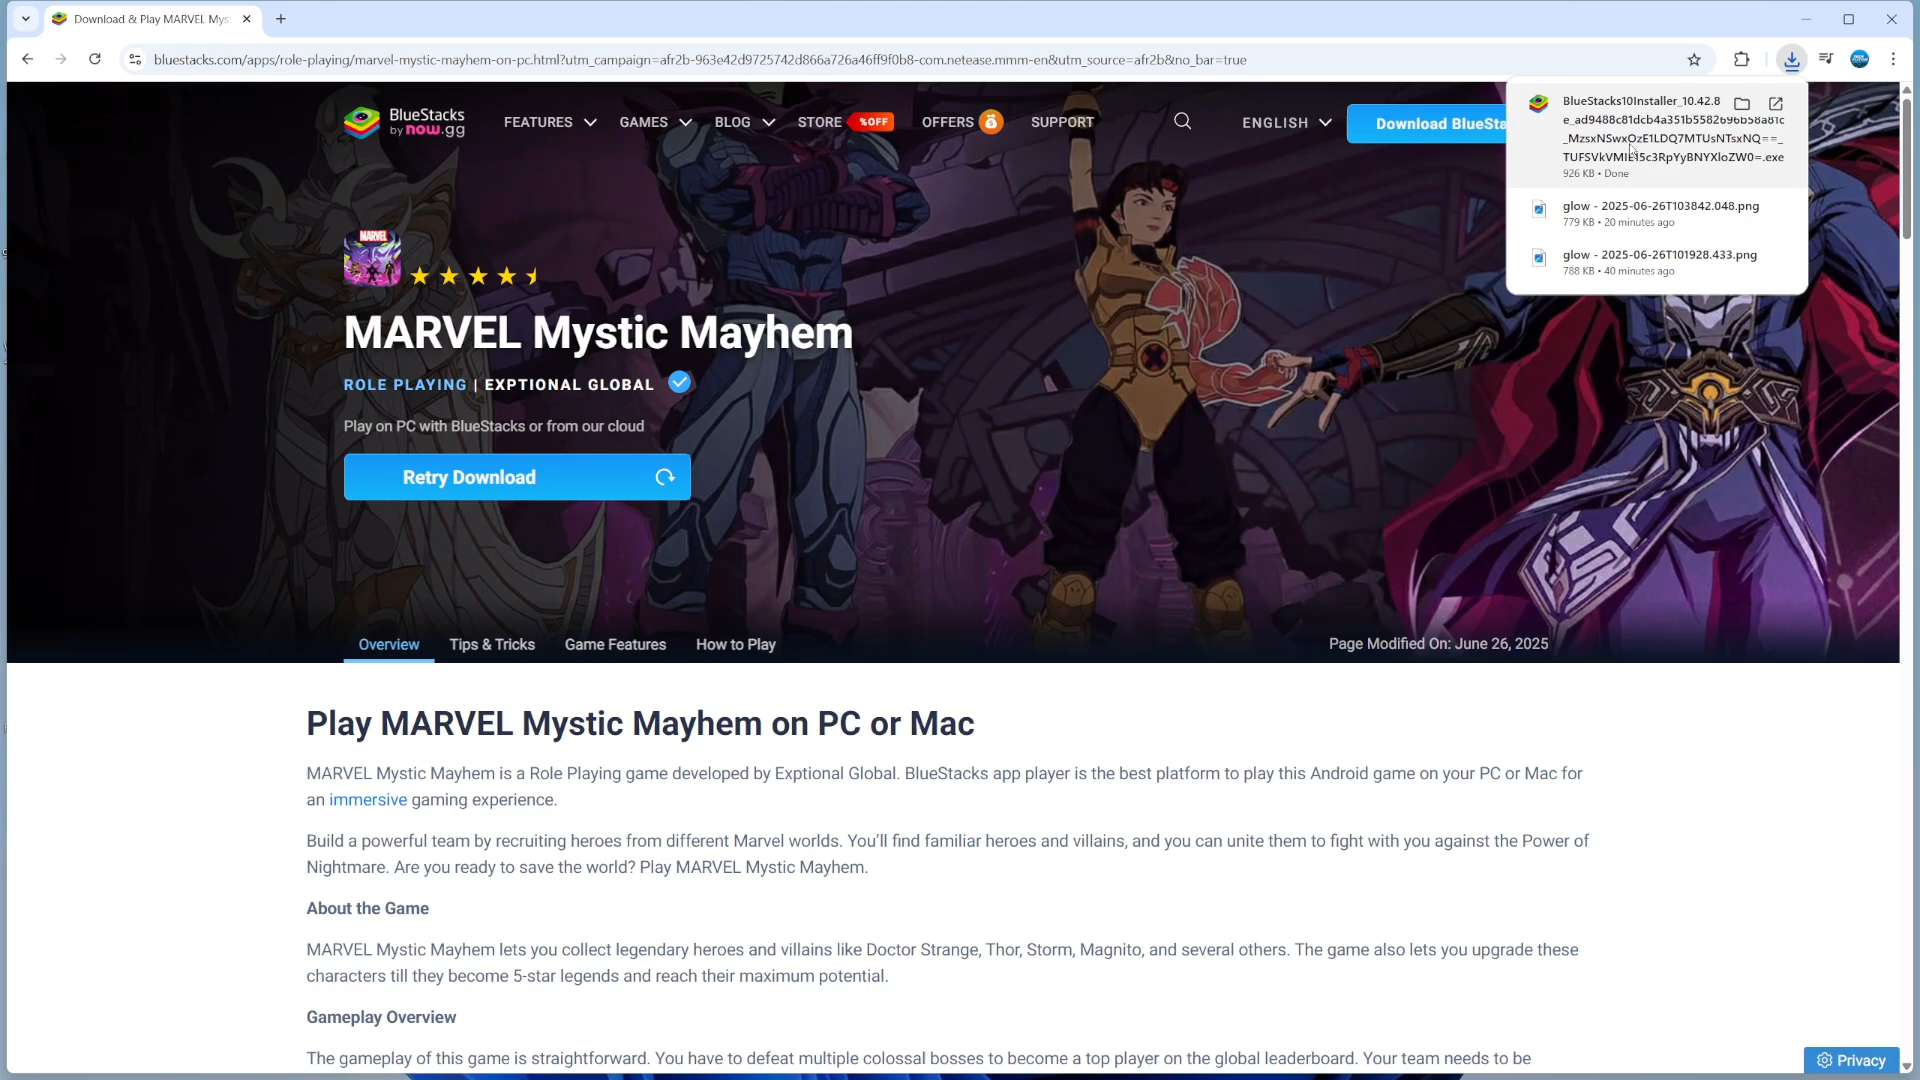 Download & Play MARVEL Mys
bluestacks.com/apps/role-playing/marvel-mystic-mayhem-on-pc.html?utm_campaign=afr2b-963e42d9725742d866a726a46ff9f0b8-com.netease.mmm-en&utm_source=afr2b&no_bar=true
BlueStacks by now.gg
FEATURES GAMES BLOG STORE %OFF OFFERS SUPPORT ENGLISH Download BlueSta
BlueStacks10Installer_10.42.8
_TUFSVkVMIE15c3RpYyBNYXloZW0=.exe
926 KB • Done
glow - 2025-06-26T103842.048.png
779 KB • 20 minutes ago
glow - 2025-06-26T101928.433.png
788 KB • 40 minutes ago
MARVEL
MARVEL Mystic Mayhem
ROLE PLAYING | EXPTIONAL GLOBAL
Play on PC with BlueStacks or from our cloud
Retry Download
Overview Tips & Tricks Game Features How to Play Page Modified On: June 26, 2025
Play MARVEL Mystic Mayhem on PC or Mac
MARVEL Mystic Mayhem is a Role Playing game developed by Exptional Global. BlueStacks app player is the best platform to play this Android game on your PC or Mac for
an immersive gaming experience.
Build a powerful team by recruiting heroes from different Marvel worlds. You'll find familiar heroes and villains, and you can unite them to fight with you against the Power of
Nightmare. Are you ready to save the world? Play MARVEL Mystic Mayhem.
About the Game
MARVEL Mystic Mayhem lets you collect legendary heroes and villains like Doctor Strange, Thor, Storm, Magnito, and several others. The game also lets you upgrade these
characters till they become 5-star legends and reach their maximum potential.
Gameplay Overview
The gameplay of this game is straightforward. You have to defeat multiple colossal bosses to become a top player on the global leaderboard. Your team needs to be
Privacy